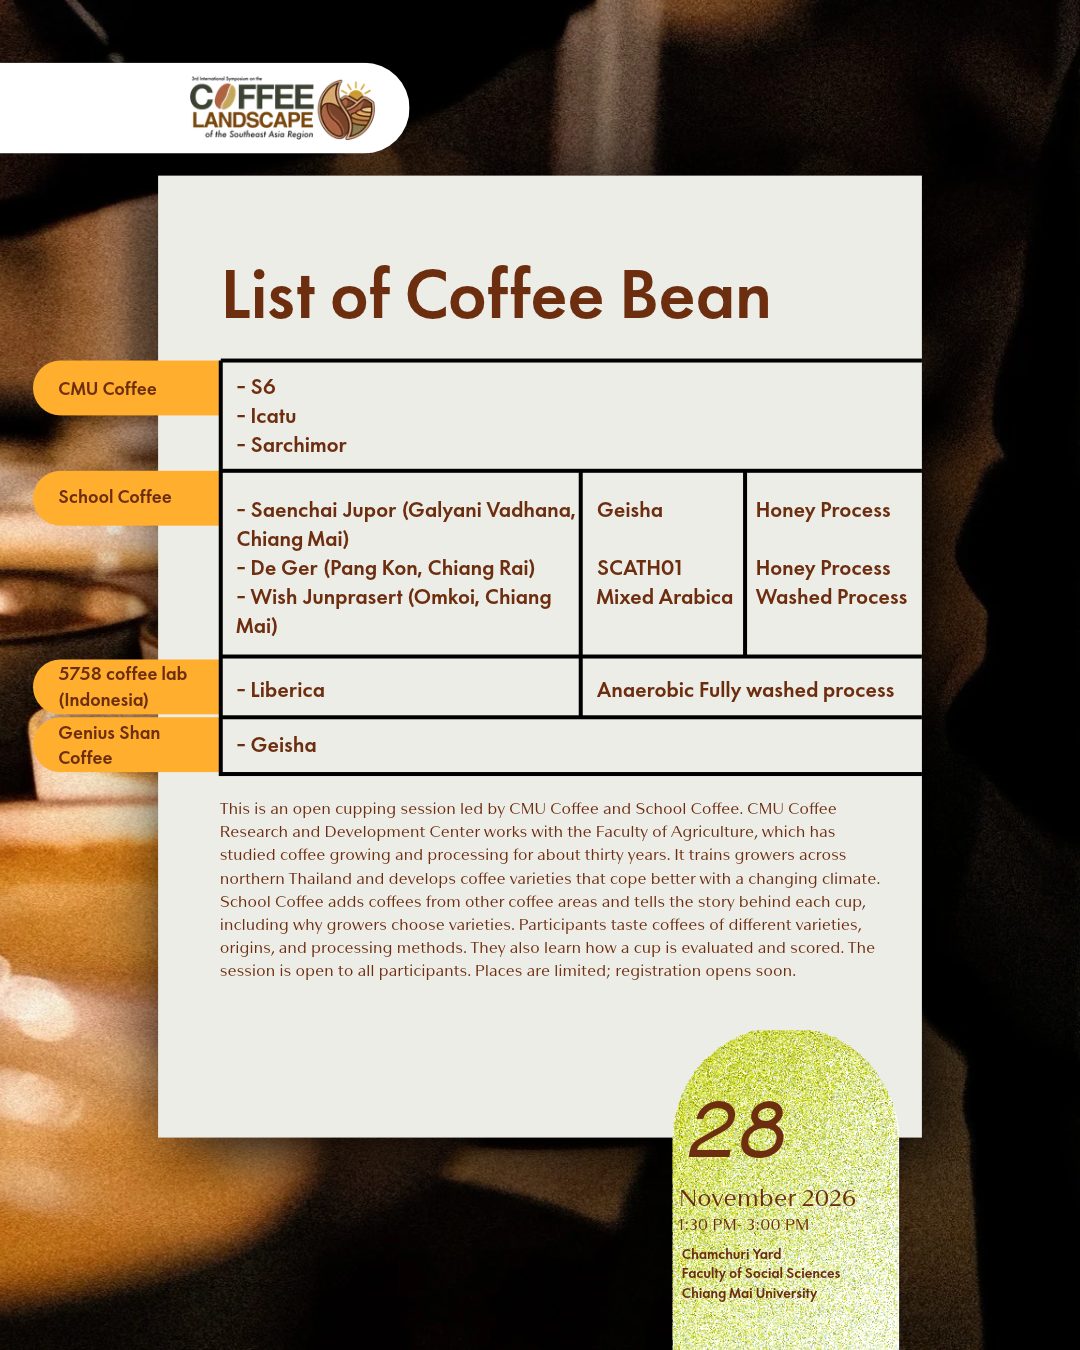 3rd International Symposium on the
COFFEE
LANDSCAPE
of the Southeast Asia Region
List of Coffee Bean
CMU Coffee
- S6
- Icatu
- Sarchimor
School Coffee
- Saenchai Jupor (Galyani Vadhana, Chiang Mai)
Geisha
Honey Process
- De Ger (Pang Kon, Chiang Rai)
SCATH01
Honey Process
- Wish Junprasert (Omkoi, Chiang Mai)
Mixed Arabica
Washed Process
5758 coffee lab
(Indonesia)
- Liberica
Anaerobic Fully washed process
Genius Shan
Coffee
- Geisha
This is an open cupping session led by CMU Coffee and School Coffee. CMU Coffee
Research and Development Center works with the Faculty of Agriculture, which has
studied coffee growing and processing for about thirty years. It trains growers across
northern Thailand and develops coffee varieties that cope better with a changing climate.
School Coffee adds coffees from other coffee areas and tells the story behind each cup,
including why growers choose varieties. Participants taste coffees of different varieties,
origins, and processing methods. They also learn how a cup is evaluated and scored. The
session is open to all participants. Places are limited; registration opens soon.
28
November 2026
1:30 PM- 3:00 PM
Chamchuri Yard
Faculty of Social Sciences
Chiang Mai University